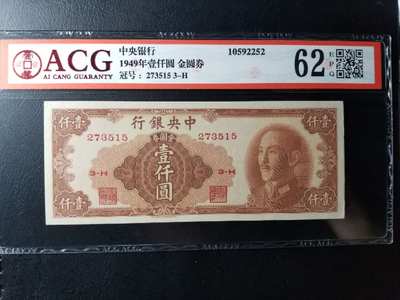 ACG
AI CANG GUARANTY
中央银行
10592252
1949年壹仟圆 金圆券
冠号：273515 3-H
62
EPQ
仟壹
行銀央中
仟壹
273515
273515
3-H
壹仟圓
3-H
仟壹
仟壹